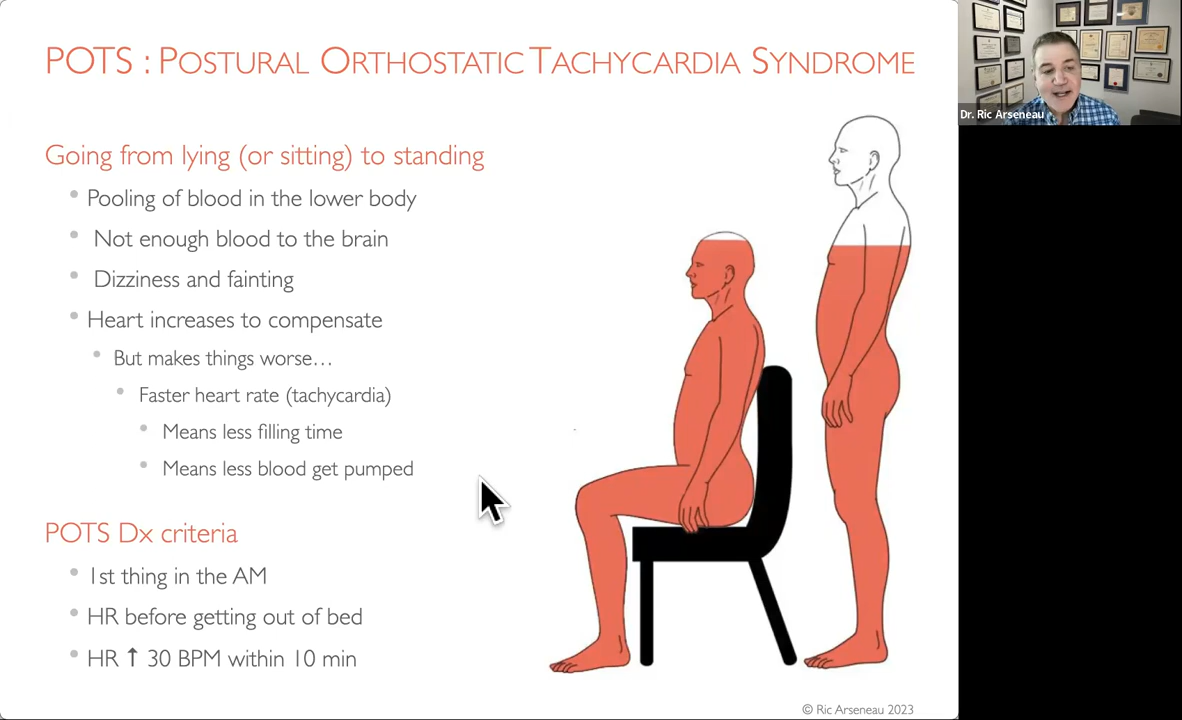 POTS : POSTURAL ORTHOSTATIC TACHYCARDIA SYNDROME
Dr. Ric Arseneau
Going from lying (or sitting) to standing
Pooling of blood in the lower body
Not enough blood to the brain
Dizziness and fainting
Heart increases to compensate
But makes things worse…
Faster heart rate (tachycardia)
Means less filling time
Means less blood get pumped
POTS Dx criteria
1st thing in the AM
HR before getting out of bed
HR ↑ 30 BPM within 10 min
© Ric Arseneau 2023